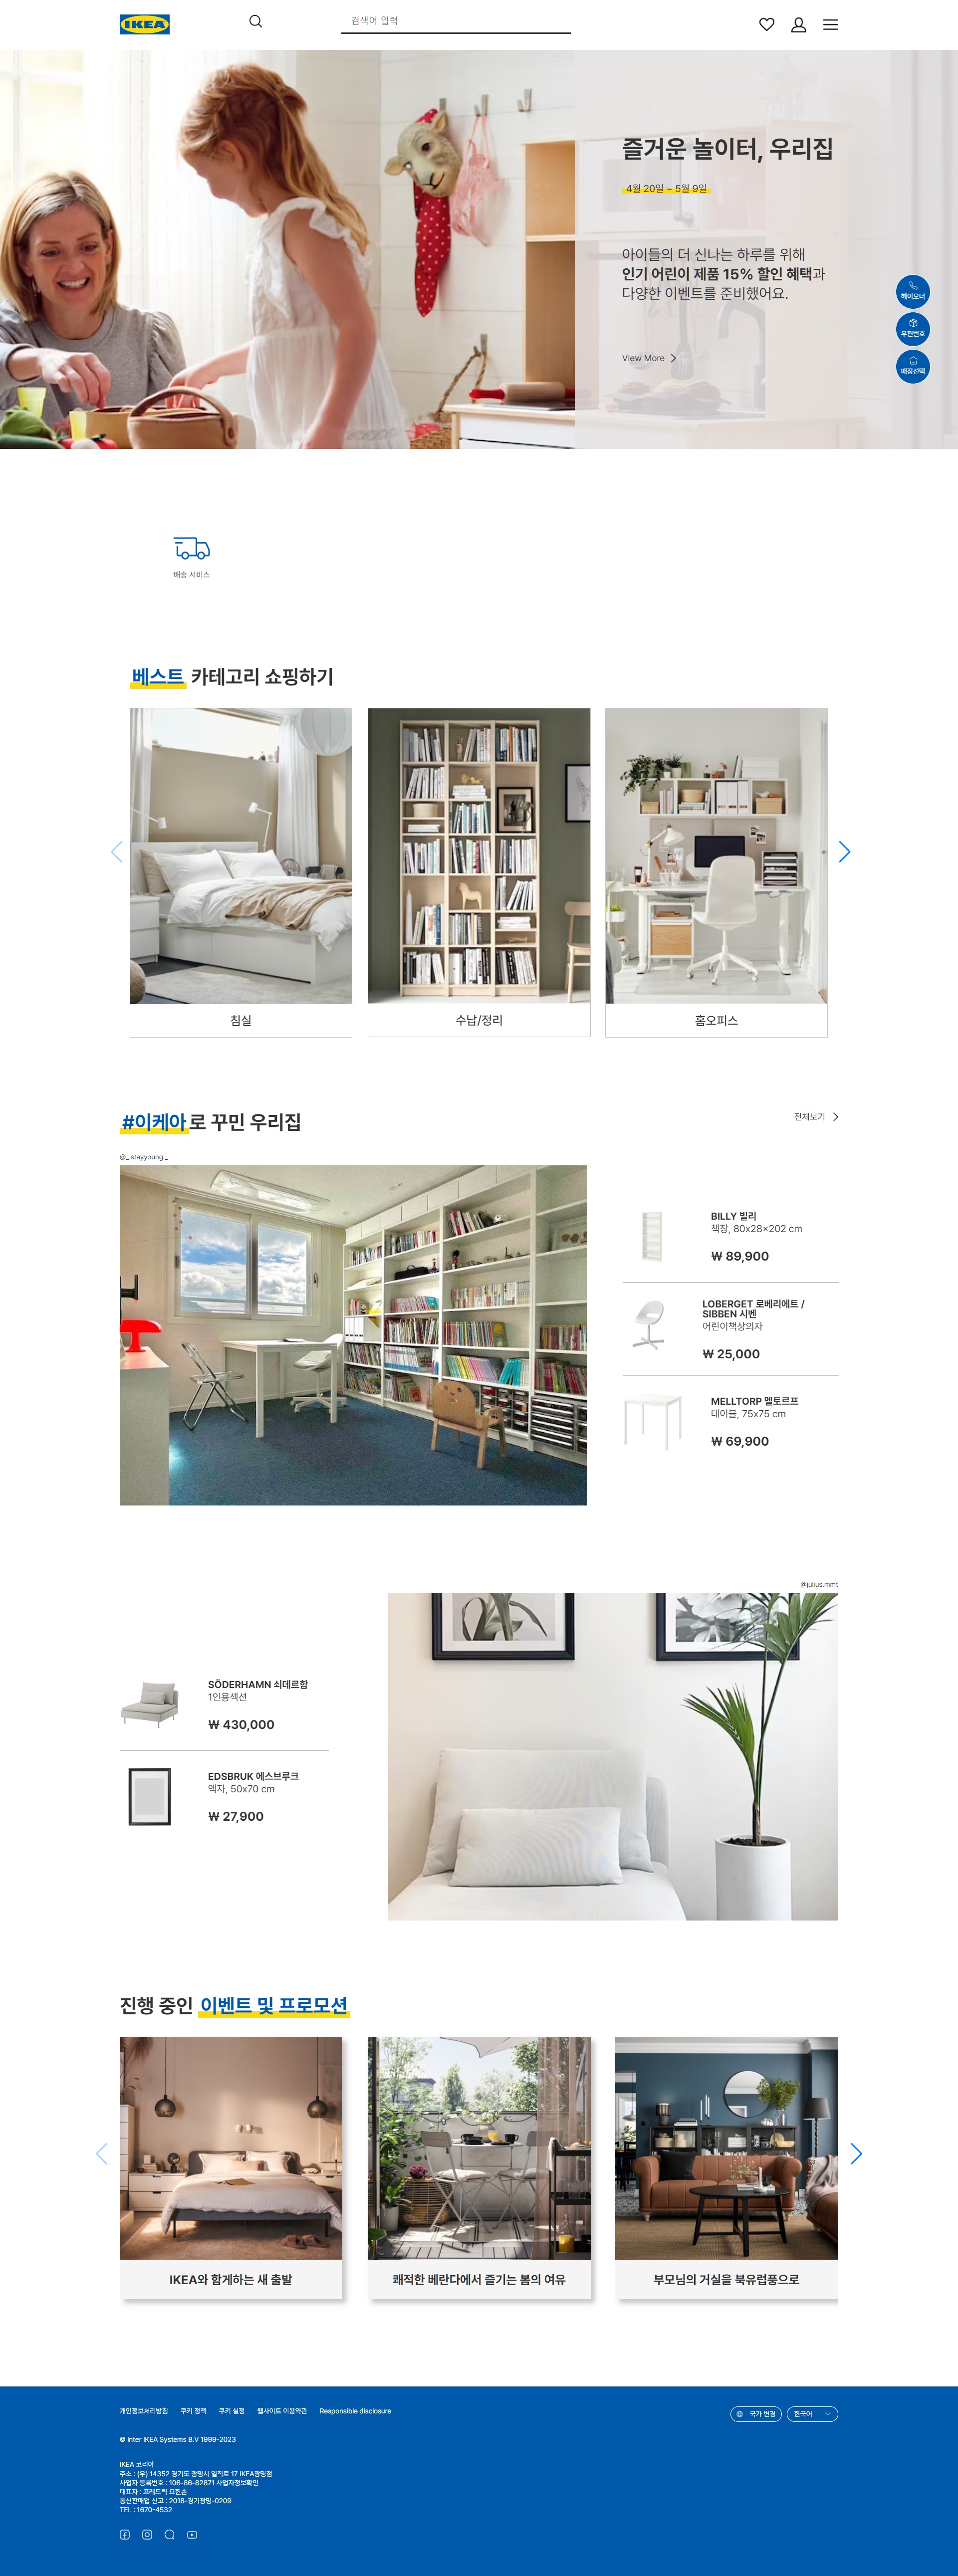 IKEA
검색어 입력
즐거운 놀이터, 우리집
4월 20일 ~ 5월 9일
아이들의 더 신나는 하루를 위해
인기 어린이 제품 15% 할인 혜택과
다양한 이벤트를 준비했어요.
View More
헤이오더
우편번호
매장선택
배송 서비스
베스트 카테고리 쇼핑하기
침실
수납/정리
홈오피스
#이케아로 꾸민 우리집
전체보기
@_.stayyoung._
BILLY 빌리
책장, 80x28x202 cm
₩ 89,900
LOBERGET 로베리에트 /
SIBBEN 시벤
어린이책상의자
₩ 25,000
MELLTORP 멜토르프
테이블, 75x75 cm
₩ 69,900
@julius.mmt
SÖDERHAMN 쇠데르함
1인용섹션
₩ 430,000
EDSBRUK 에스브루크
액자, 50x70 cm
₩ 27,900
진행 중인 이벤트 및 프로모션
IKEA와 함게하는 새 출발
쾌적한 베란다에서 즐기는 봄의 여유
부모님의 거실을 북유럽풍으로
개인정보처리방침 쿠키 정책 쿠키 설정 웹사이트 이용약관 Responsible disclosure
국가 변경 한국어
© Inter IKEA Systems B.V 1999-2023
IKEA 코리아
주소 : (우) 14352 경기도 광명시 일직로 17 IKEA광명점
사업자 등록번호 : 106-86-82871 사업자정보확인
대표자 : 프레드릭 요한손
통신판매업 신고 : 2018-경기광명-0209
TEL : 1670-4532